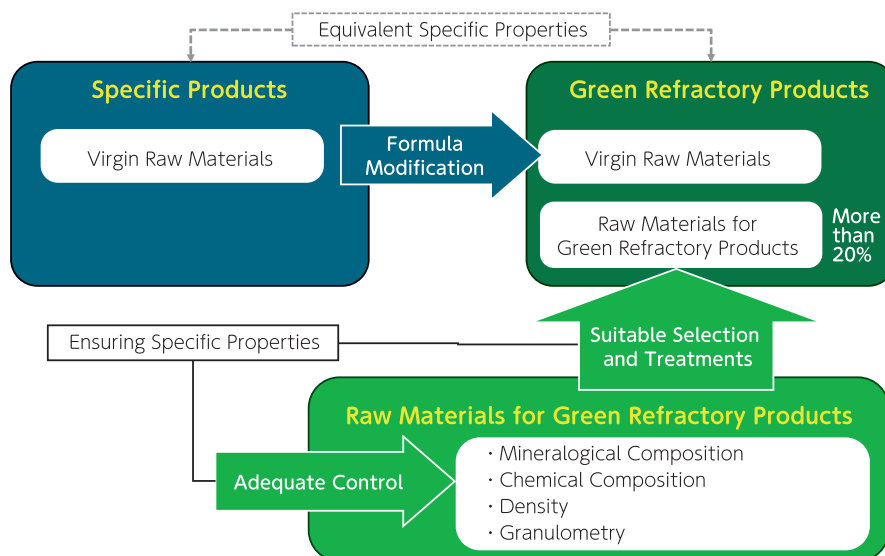 Equivalent Specific Properties
Specific Products
Virgin Raw Materials
Formula
Modification
Green Refractory Products
Virgin Raw Materials
Raw Materials for
Green Refractory Products
More
than
20%
Ensuring Specific Properties
Suitable Selection
and Treatments
Raw Materials for Green Refractory Products
Adequate Control
・Mineralogical Composition
・Chemical Composition
・Density
・Granulometry